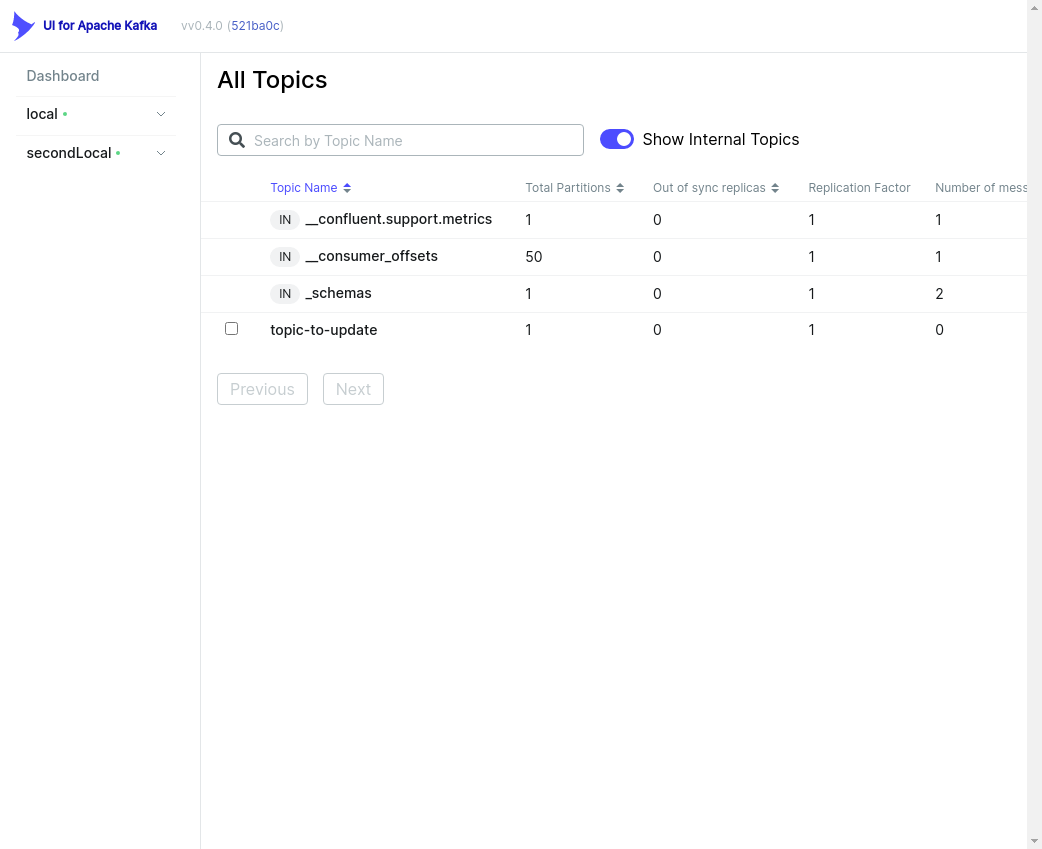 UI for Apache Kafka vv0.4.0 (521ba0c)
Dashboard
local
secondLocal
All Topics
Search by Topic Name
Show Internal Topics
Topic Name Total Partitions Out of sync replicas Replication Factor Number of mess
IN __confluent.support.metrics 1 0 1 1
IN __consumer_offsets 50 0 1 1
IN _schemas 1 0 1 2
topic-to-update 1 0 1 0
Previous Next